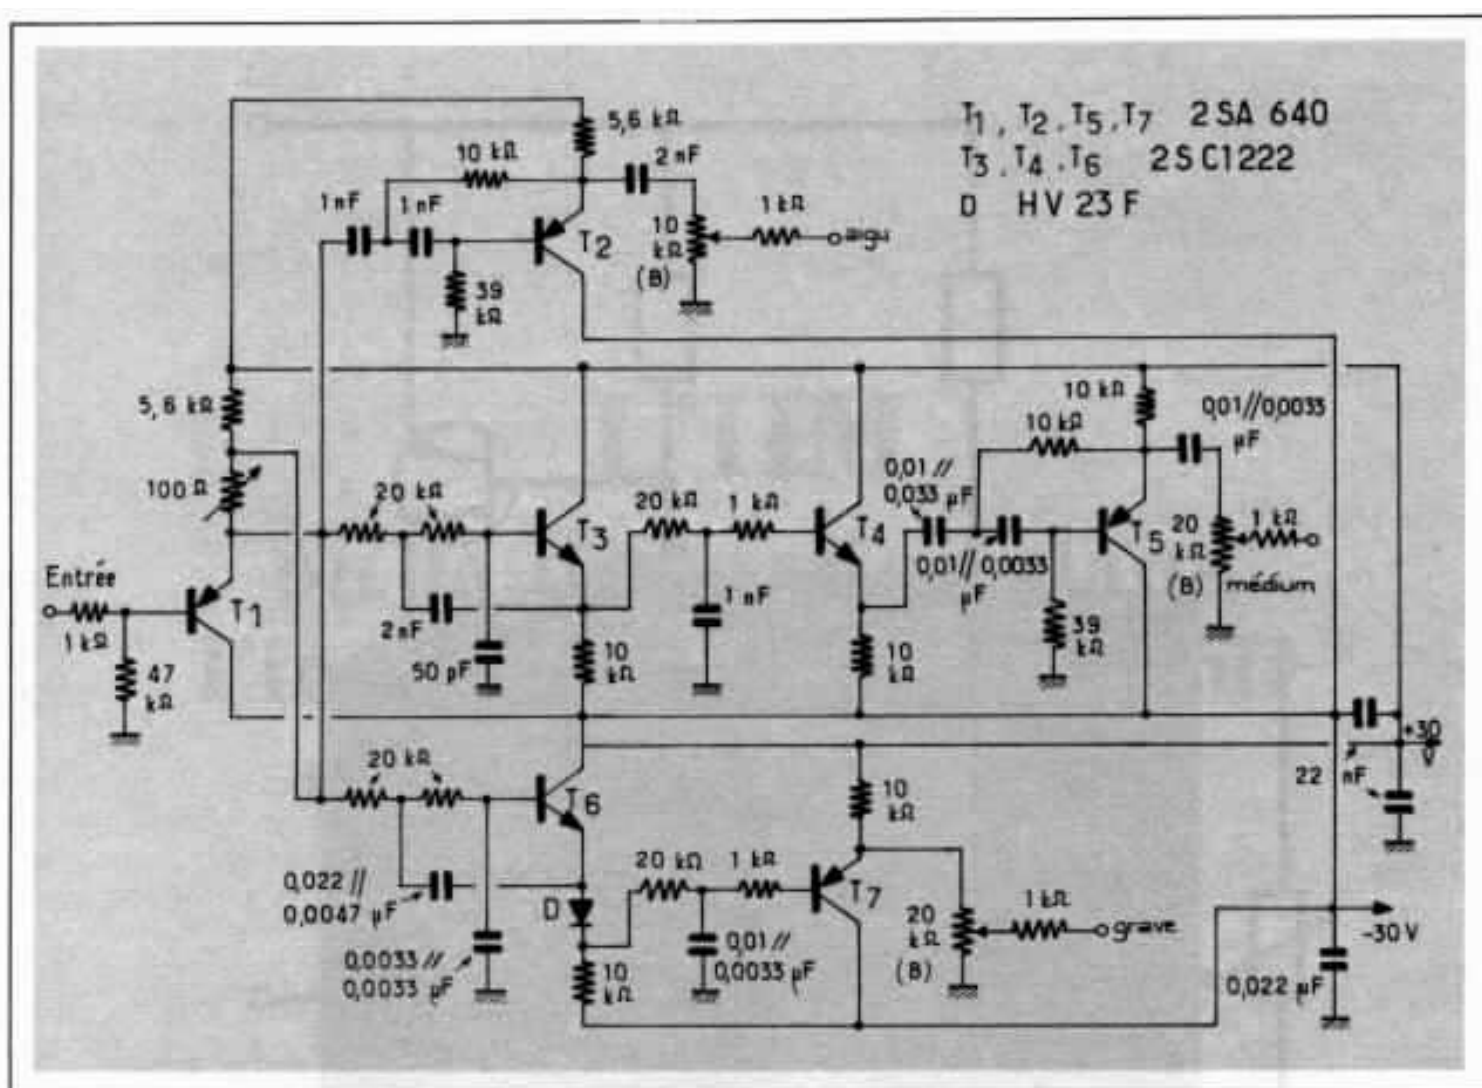 T1, T2, T5, T7 2SA 640
T3, T4, T6 2SC1222
D HV 23 F
5,6 kΩ
10 kΩ
2 nF
1 nF
1 nF
T2
10 kΩ (B)
1 kΩ
aigu
39 kΩ
5,6 kΩ
100 Ω
20 kΩ
T3
20 kΩ
1 kΩ
T4
0,01// 0,033 µF
10 kΩ
10 kΩ
0,01//0,0033 µF
0,01// 0,0033 µF
T5
20 kΩ (B)
1 kΩ
médium
39 kΩ
Entrée
1 kΩ
47 kΩ
T1
2 nF
50 pF
10 kΩ
1 nF
10 kΩ
+30 V
22 nF
20 kΩ
T6
0,022// 0,0047 µF
0,0033// 0,0033 µF
D
10 kΩ
20 kΩ
1 kΩ
0,01// 0,0033 µF
T7
10 kΩ
20 kΩ (B)
1 kΩ
grave
-30 V
0,022 µF